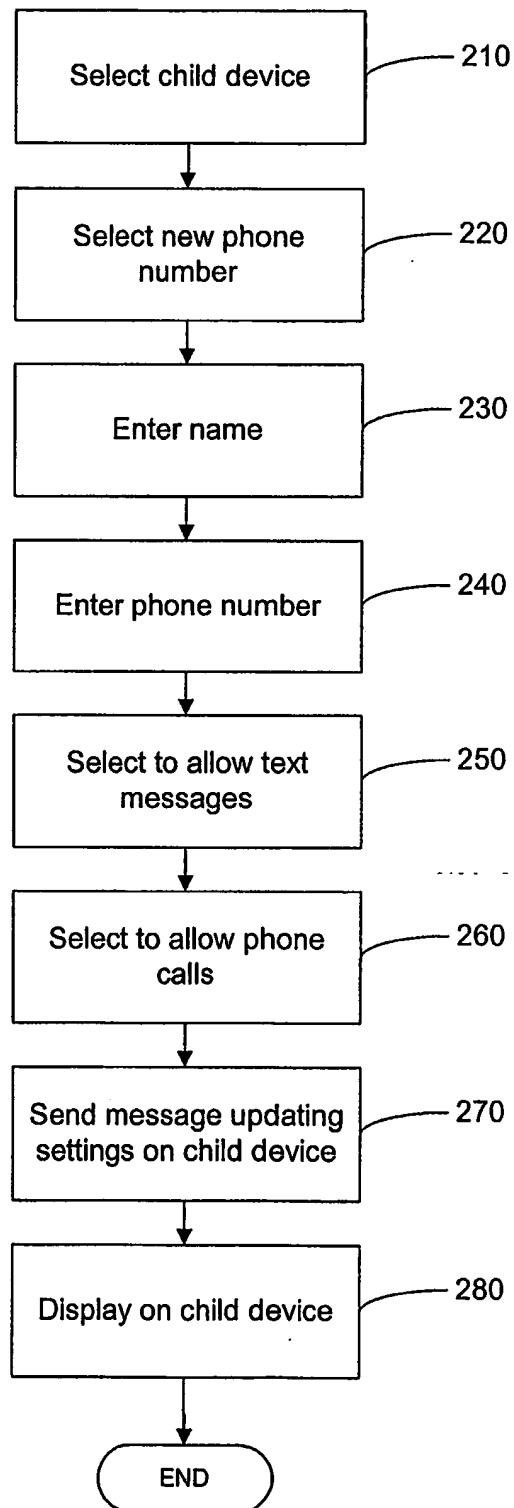 Select child device
210
Select new phone
number
220
Enter name
230
Enter phone number
240
Select to allow text
messages
250
Select to allow phone
calls
260
Send message updating
settings on child device
270
Display on child device
280
END